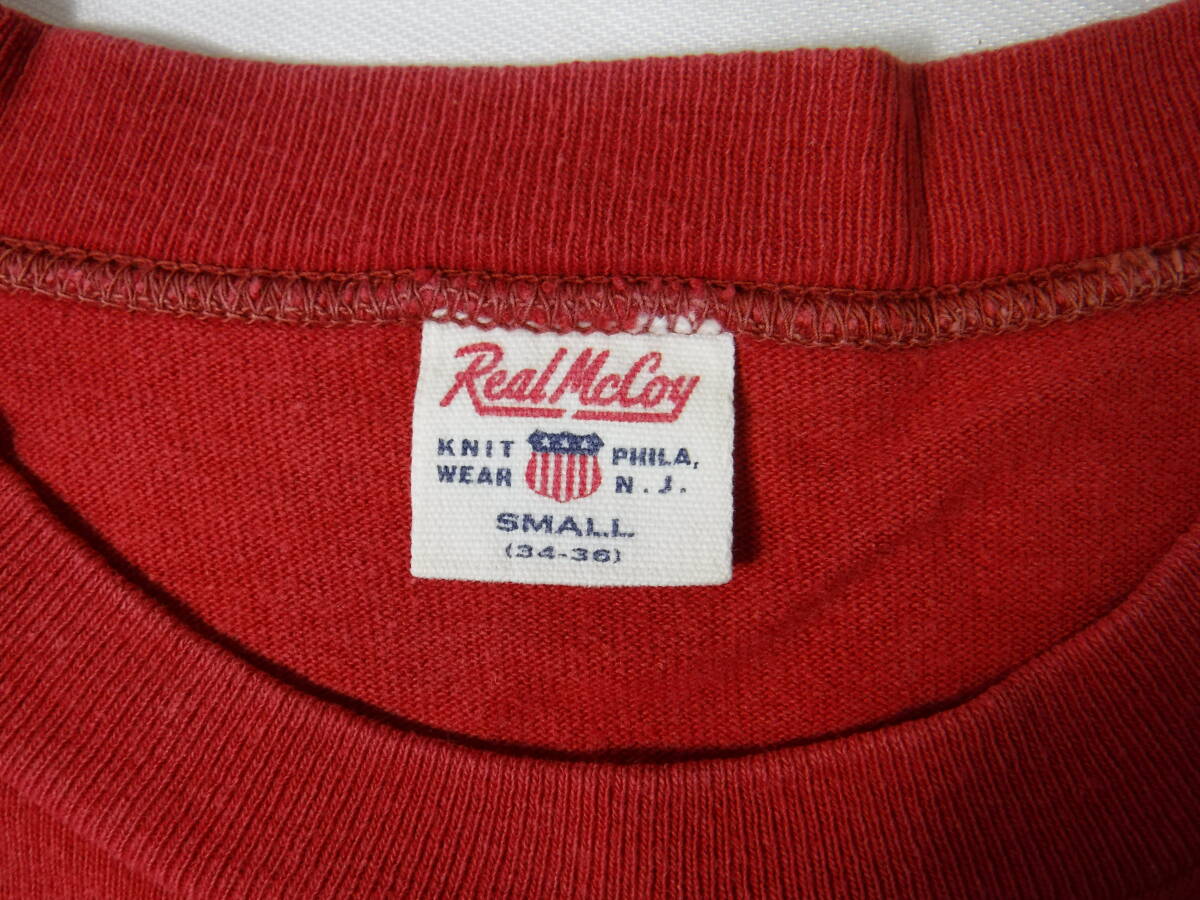 Real McCoy
KNIT WEAR
PHILA, N.J.
SMALL
(34-36)